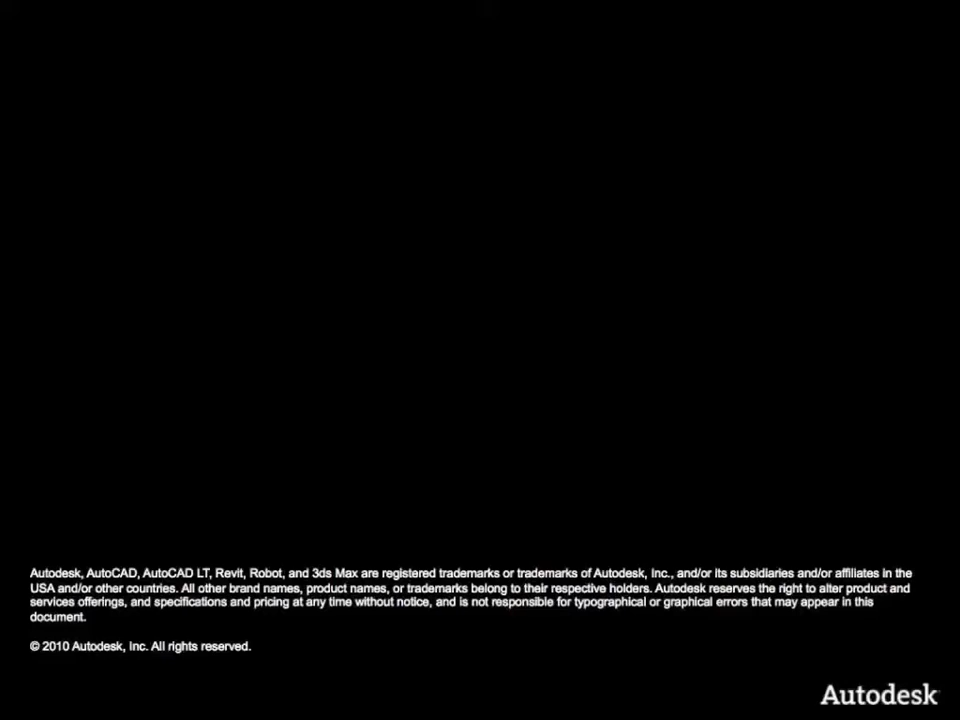 Autodesk, AutoCAD, AutoCAD LT, Revit, Robot, and 3ds Max are registered trademarks or trademarks of Autodesk, Inc., and/or its subsidiaries and/or affiliates in the
USA and/or other countries. All other brand names, product names, or trademarks belong to their respective holders. Autodesk reserves the right to alter product and
services offerings, and specifications and pricing at any time without notice, and is not responsible for typographical or graphical errors that may appear in this
document.
© 2010 Autodesk, Inc. All rights reserved.
Autodesk